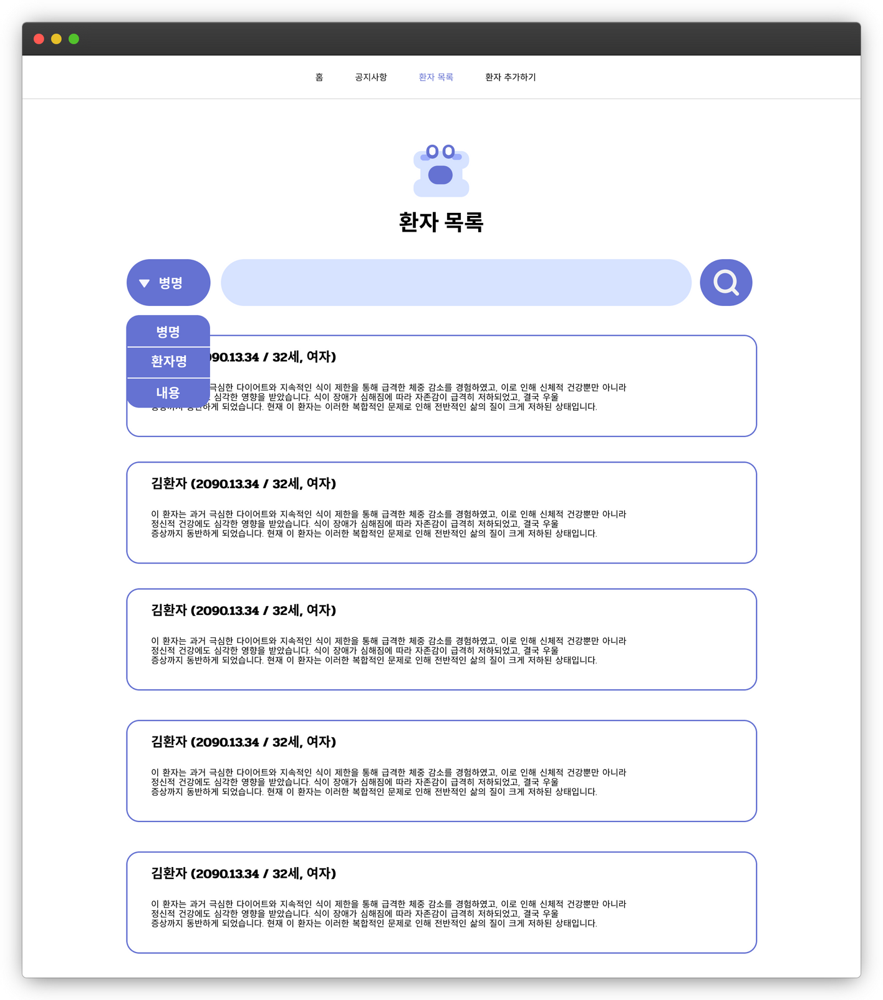 홈 공지사항 환자 목록 환자 추가하기
환자 목록
병명
병명
환자명
내용
90.13.34 / 32세, 여자)
극심한 다이어트와 지속적인 식이 제한을 통해 급격한 체중 감소를 경험하였고, 이로 인해 신체적 건강뿐만 아니라
심각한 영향을 받았습니다. 식이 장애가 심해짐에 따라 자존감이 급격히 저하되었고, 결국 우울
증상까지 동반하게 되었습니다. 현재 이 환자는 이러한 복합적인 문제로 인해 전반적인 삶의 질이 크게 저하된 상태입니다.
김환자 (2090.13.34 / 32세, 여자)
이 환자는 과거 극심한 다이어트와 지속적인 식이 제한을 통해 급격한 체중 감소를 경험하였고, 이로 인해 신체적 건강뿐만 아니라
정신적 건강에도 심각한 영향을 받았습니다. 식이 장애가 심해짐에 따라 자존감이 급격히 저하되었고, 결국 우울
증상까지 동반하게 되었습니다. 현재 이 환자는 이러한 복합적인 문제로 인해 전반적인 삶의 질이 크게 저하된 상태입니다.
김환자 (2090.13.34 / 32세, 여자)
이 환자는 과거 극심한 다이어트와 지속적인 식이 제한을 통해 급격한 체중 감소를 경험하였고, 이로 인해 신체적 건강뿐만 아니라
정신적 건강에도 심각한 영향을 받았습니다. 식이 장애가 심해짐에 따라 자존감이 급격히 저하되었고, 결국 우울
증상까지 동반하게 되었습니다. 현재 이 환자는 이러한 복합적인 문제로 인해 전반적인 삶의 질이 크게 저하된 상태입니다.
김환자 (2090.13.34 / 32세, 여자)
이 환자는 과거 극심한 다이어트와 지속적인 식이 제한을 통해 급격한 체중 감소를 경험하였고, 이로 인해 신체적 건강뿐만 아니라
정신적 건강에도 심각한 영향을 받았습니다. 식이 장애가 심해짐에 따라 자존감이 급격히 저하되었고, 결국 우울
증상까지 동반하게 되었습니다. 현재 이 환자는 이러한 복합적인 문제로 인해 전반적인 삶의 질이 크게 저하된 상태입니다.
김환자 (2090.13.34 / 32세, 여자)
이 환자는 과거 극심한 다이어트와 지속적인 식이 제한을 통해 급격한 체중 감소를 경험하였고, 이로 인해 신체적 건강뿐만 아니라
정신적 건강에도 심각한 영향을 받았습니다. 식이 장애가 심해짐에 따라 자존감이 급격히 저하되었고, 결국 우울
증상까지 동반하게 되었습니다. 현재 이 환자는 이러한 복합적인 문제로 인해 전반적인 삶의 질이 크게 저하된 상태입니다.